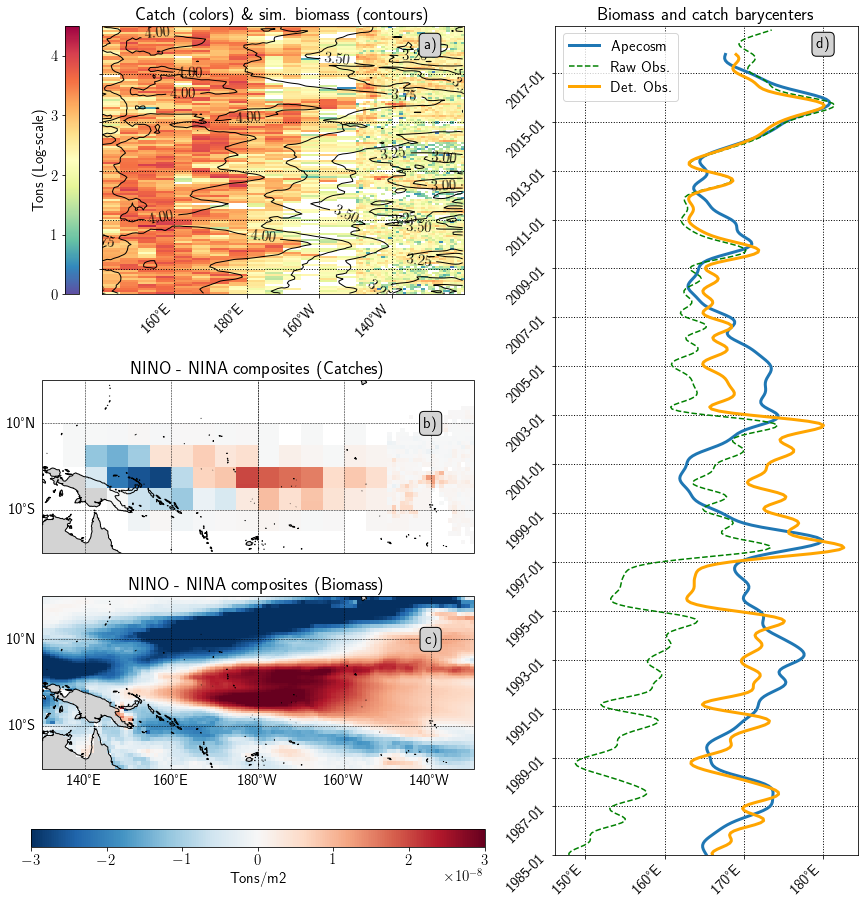 Catch (colors) & sim. biomass (contours)
a)
Tons (Log-scale)
4
3
2
1
0
4.00
3.50
3.25
4.00
4.00
3.75
4.00
3.25
3.00
3.00
4.00
3.50
3.25
3.50
4.00
3.25
160°E
180°E
160°W
140°W
NINO - NINA composites (Catches)
b)
10°N
10°S
NINO - NINA composites (Biomass)
c)
10°N
10°S
140°E
160°E
180°W
160°W
140°W
−3
−2
−1
0
1
2
3
Tons/m2
×10⁻⁸
Biomass and catch barycenters
d)
Apecosm
Raw Obs.
Det. Obs.
2017-01
2015-01
2013-01
2011-01
2009-01
2007-01
2005-01
2003-01
2001-01
1999-01
1997-01
1995-01
1993-01
1991-01
1989-01
1987-01
1985-01
150°E
160°E
170°E
180°E